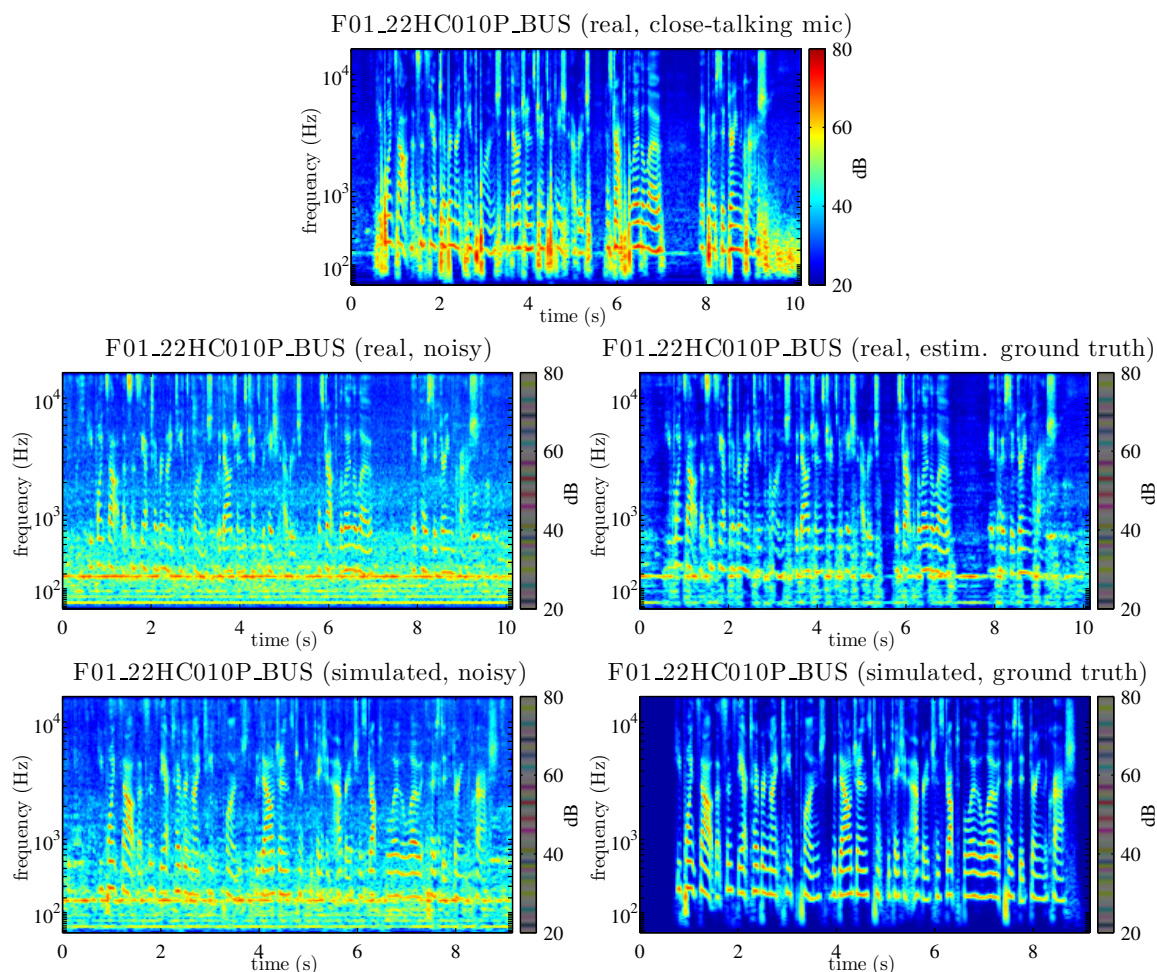 F01_22HC010P_BUS (real, close-talking mic)
frequency (Hz)
10^4
10^3
10^2
0 2 4 6 8 10
time (s)
80
60
40
20
dB
F01_22HC010P_BUS (real, noisy)
frequency (Hz)
10^4
10^3
10^2
0 2 4 6 8 10
time (s)
80
60
40
20
dB
F01_22HC010P_BUS (real, estim. ground truth)
frequency (Hz)
10^4
10^3
10^2
0 2 4 6 8 10
time (s)
80
60
40
20
dB
F01_22HC010P_BUS (simulated, noisy)
frequency (Hz)
10^4
10^3
10^2
0 2 4 6 8
time (s)
80
60
40
20
dB
F01_22HC010P_BUS (simulated, ground truth)
frequency (Hz)
10^4
10^3
10^2
0 2 4 6 8
time (s)
80
60
40
20
dB